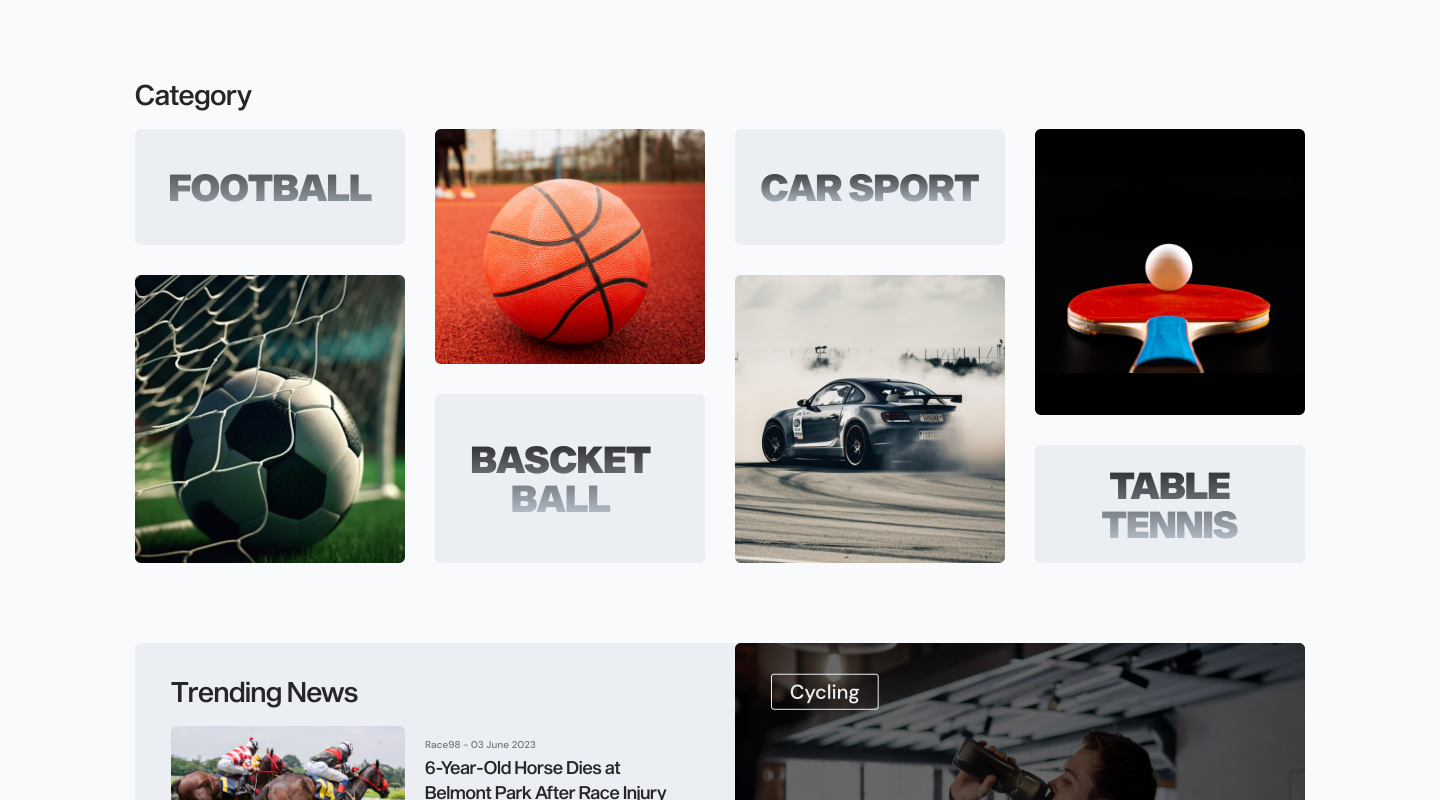 Category
FOOTBALL
BASCKET
BALL
CAR SPORT
TABLE
TENNIS
Trending News
Race98 - 03 June 2023
6-Year-Old Horse Dies at
Belmont Park After Race Injury
Cycling